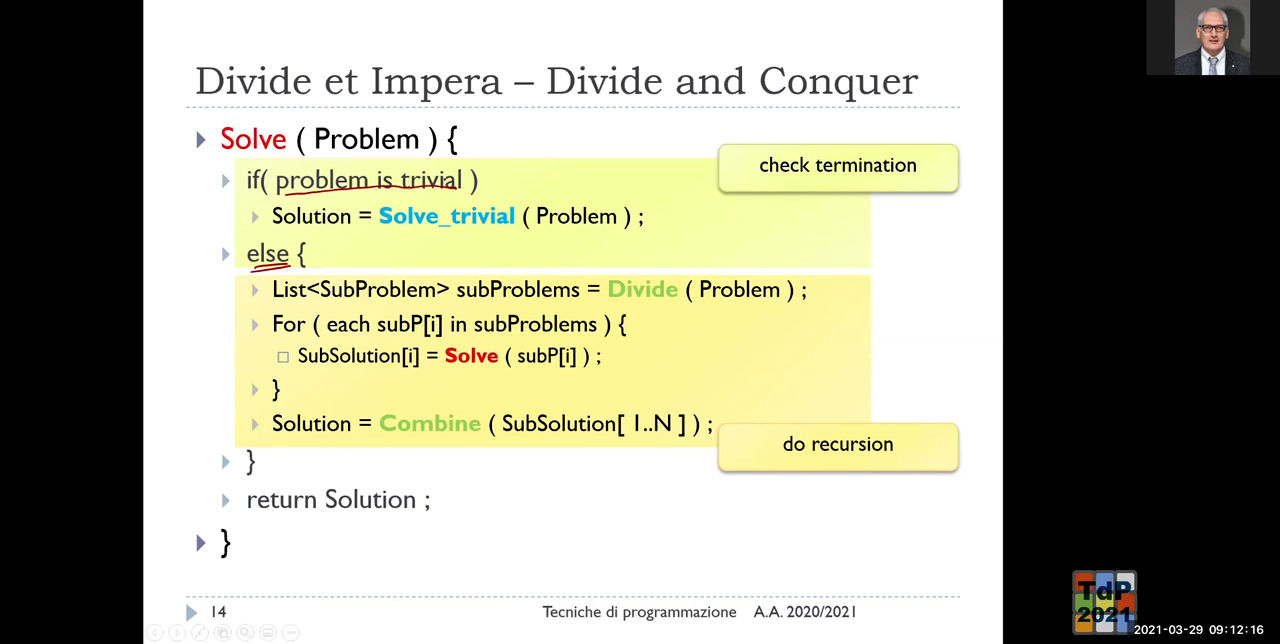 Divide et Impera – Divide and Conquer
Solve ( Problem ) {
check termination
if( problem is trivial )
Solution = Solve_trivial ( Problem ) ;
else {
List<SubProblem> subProblems = Divide ( Problem ) ;
For ( each subP[i] in subProblems ) {
SubSolution[i] = Solve ( subP[i] ) ;
}
Solution = Combine ( SubSolution[ 1..N ] ) ;
do recursion
}
return Solution ;
}
14
Tecniche di programmazione A.A. 2020/2021
TdP
2021
2021-03-29 09:12:16